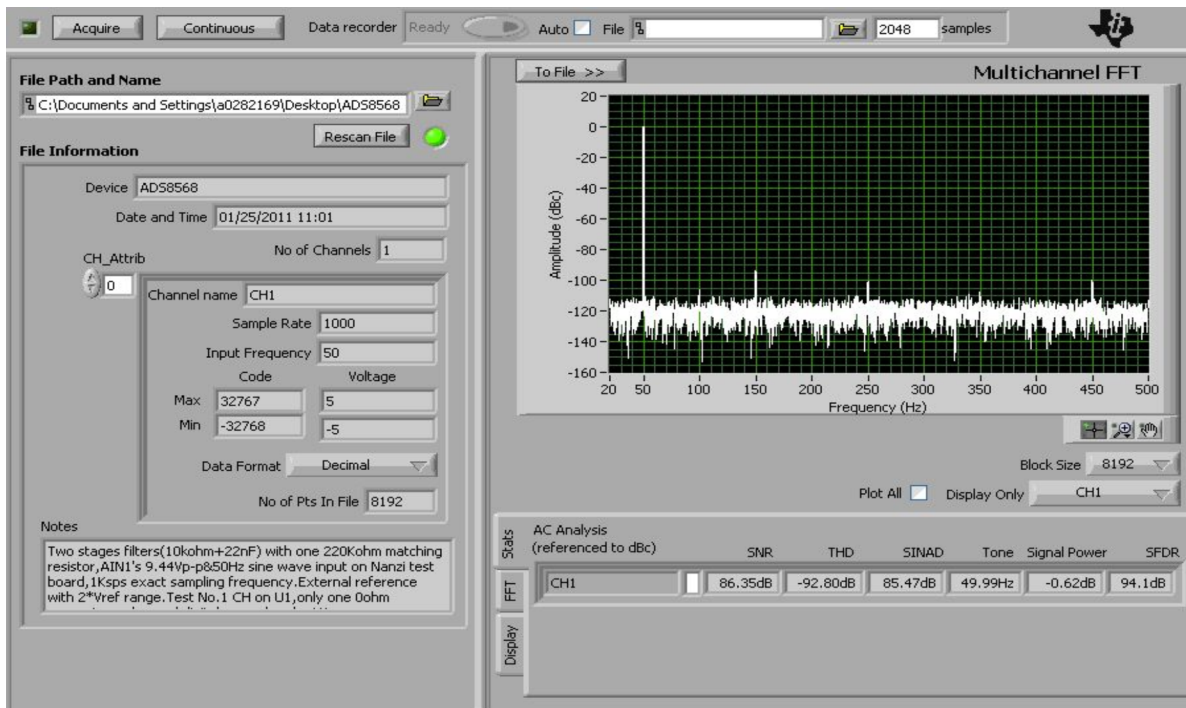 Acquire Continuous Data recorder Ready Auto File 2048 samples
File Path and Name
C:\Documents and Settings\a0282169\Desktop\ADS8568
Rescan File
File Information
Device ADS8568
Date and Time 01/25/2011 11:01
No of Channels 1
CH_Attrib
0
Channel name CH1
Sample Rate 1000
Input Frequency 50
Code Voltage
Max 32767 5
Min -32768 -5
Data Format Decimal
No of Pts In File 8192
Notes
Two stages filters(10kohm+22nF) with one 220Kohm matching
resistor,AIN1's 9.44Vp-p&50Hz sine wave input on Nanzi test
board,1Ksps exact sampling frequency.External reference
with 2*Vref range.Test No.1 CH on U1,only one 0ohm
To File >> Multichannel FFT
Amplitude (dBc)
20
0
-20
-40
-60
-80
-100
-120
-140
-160
20 50 100 150 200 250 300 350 400 450 500
Frequency (Hz)
Block Size 8192
Plot All Display Only CH1
Stats
FFT
Display
AC Analysis
(referenced to dBc) SNR THD SINAD Tone Signal Power SFDR
CH1 86.35dB -92.80dB 85.47dB 49.99Hz -0.62dB 94.1dB